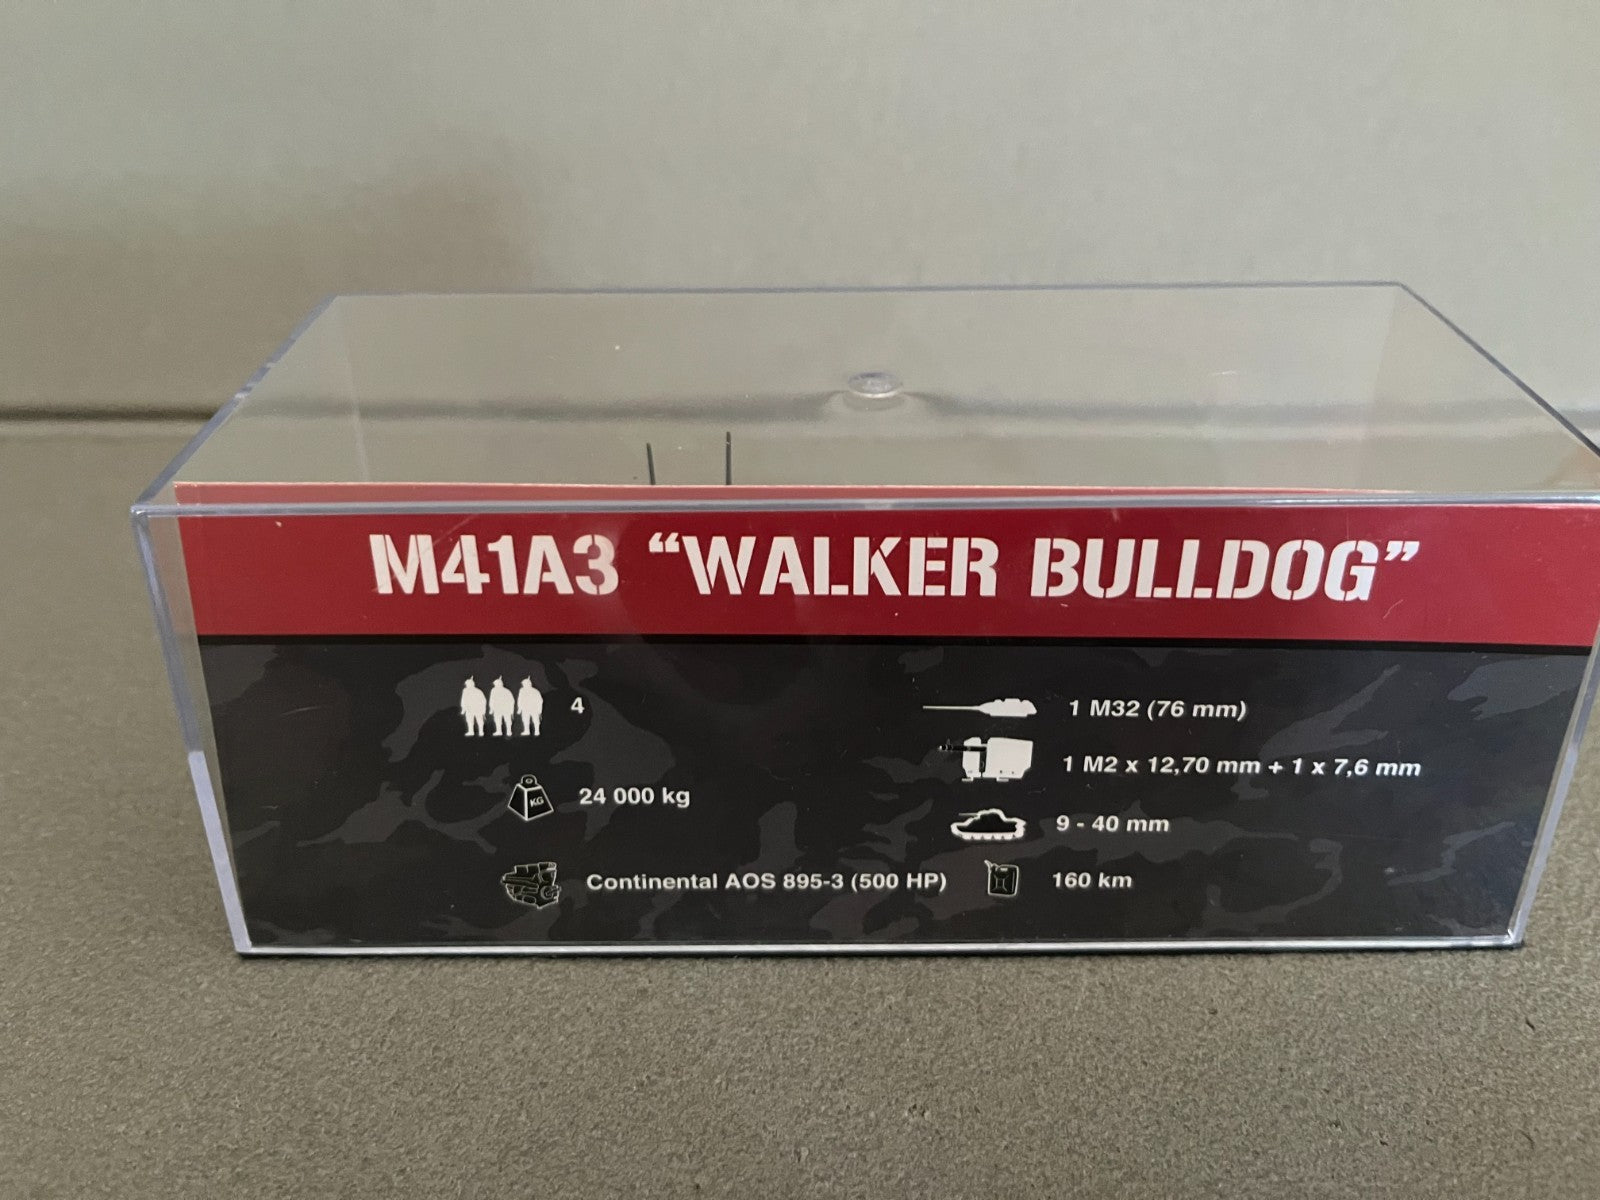 M41A3 “WALKER BULLDOG”
4
24 000 kg
KG
Continental AOS 895-3 (500 HP)
1 M32 (76 mm)
1 M2 x 12,70 mm + 1 x 7,6 mm
9 - 40 mm
160 km